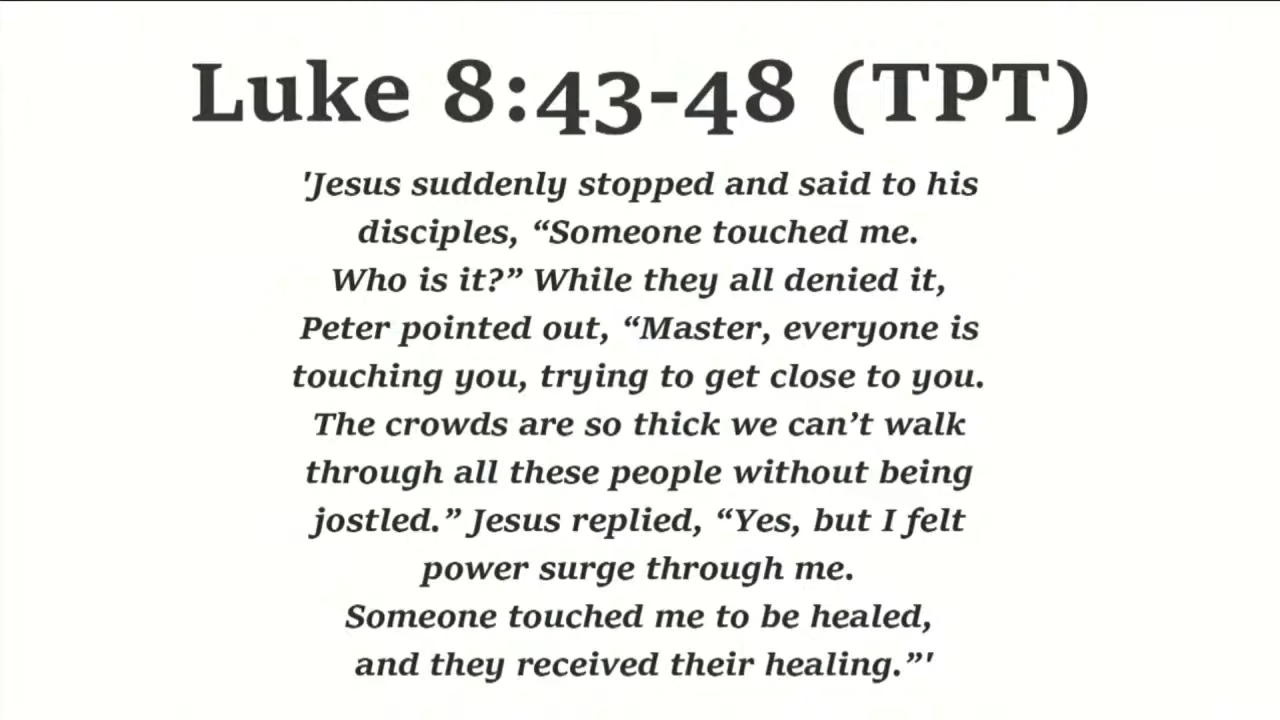 Luke 8:43-48 (TPT)
'Jesus suddenly stopped and said to his
disciples, “Someone touched me.
Who is it?” While they all denied it,
Peter pointed out, “Master, everyone is
touching you, trying to get close to you.
The crowds are so thick we can’t walk
through all these people without being
jostled.” Jesus replied, “Yes, but I felt
power surge through me.
Someone touched me to be healed,
and they received their healing.”'